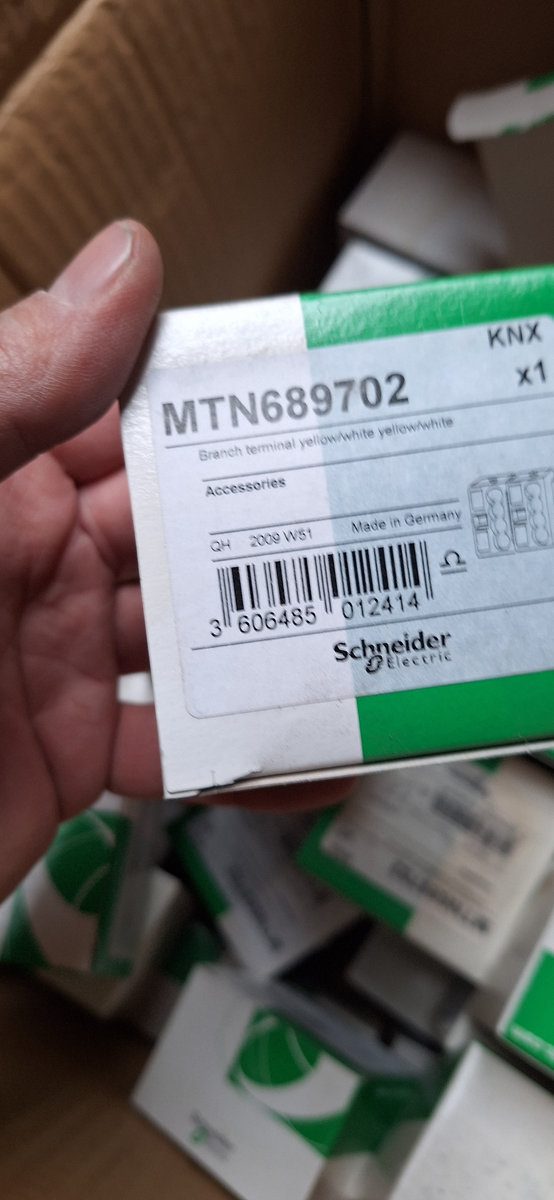 KNX
MTN689702
x1
Branch terminal yellow/white yellow/white
Accessories
QH 2009 W51 Made in Germany
3 606485 012414
Schneider
Electric